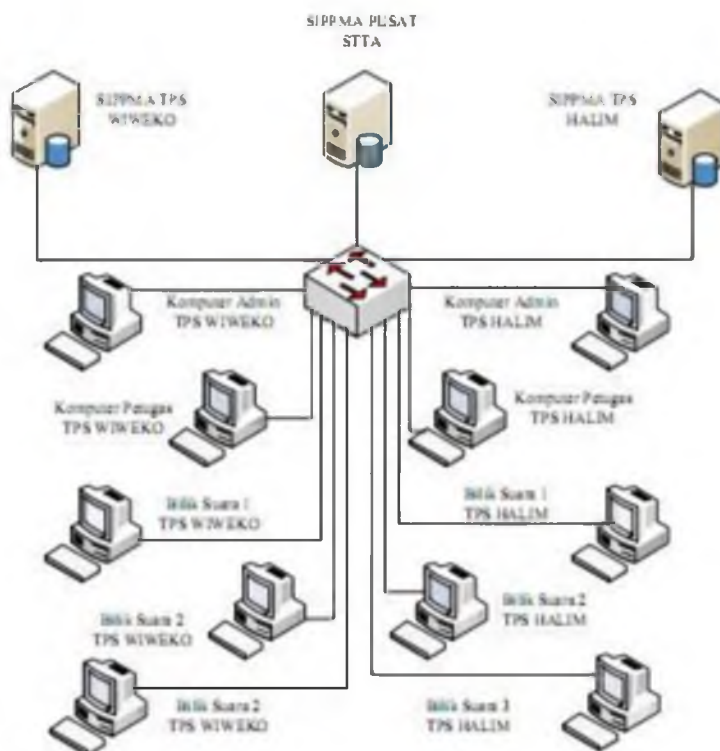 SIPPMA PUSAT
STTA
SIPPMA TPS
WIWEKO
SIPPMA TPS
HALIM
Komputer Admin
TPS WIWEKO
Komputer Admin
TPS HALIM
Komputer Petugas
TPS WIWEKO
Komputer Petugas
TPS HALIM
Bilik Suara 1
TPS WIWEKO
Bilik Suara 1
TPS HALIM
Bilik Suara 2
TPS WIWEKO
Bilik Suara 2
TPS HALIM
Bilik Suara 2
TPS WIWEKO
Bilik Suara 3
TPS HALIM